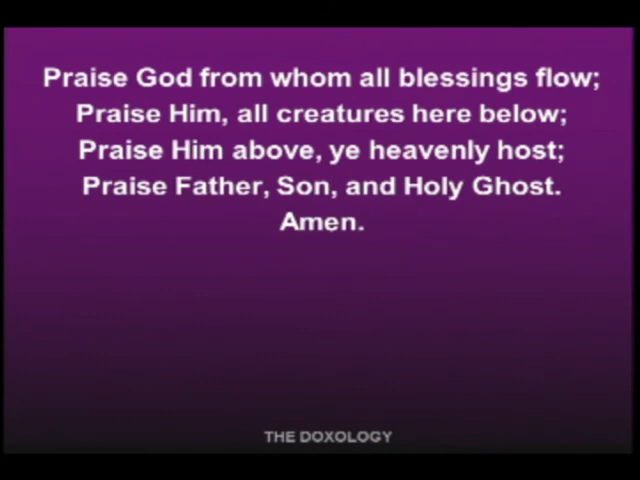 Praise God from whom all blessings flow;
Praise Him, all creatures here below;
Praise Him above, ye heavenly host;
Praise Father, Son, and Holy Ghost.
Amen.
THE DOXOLOGY